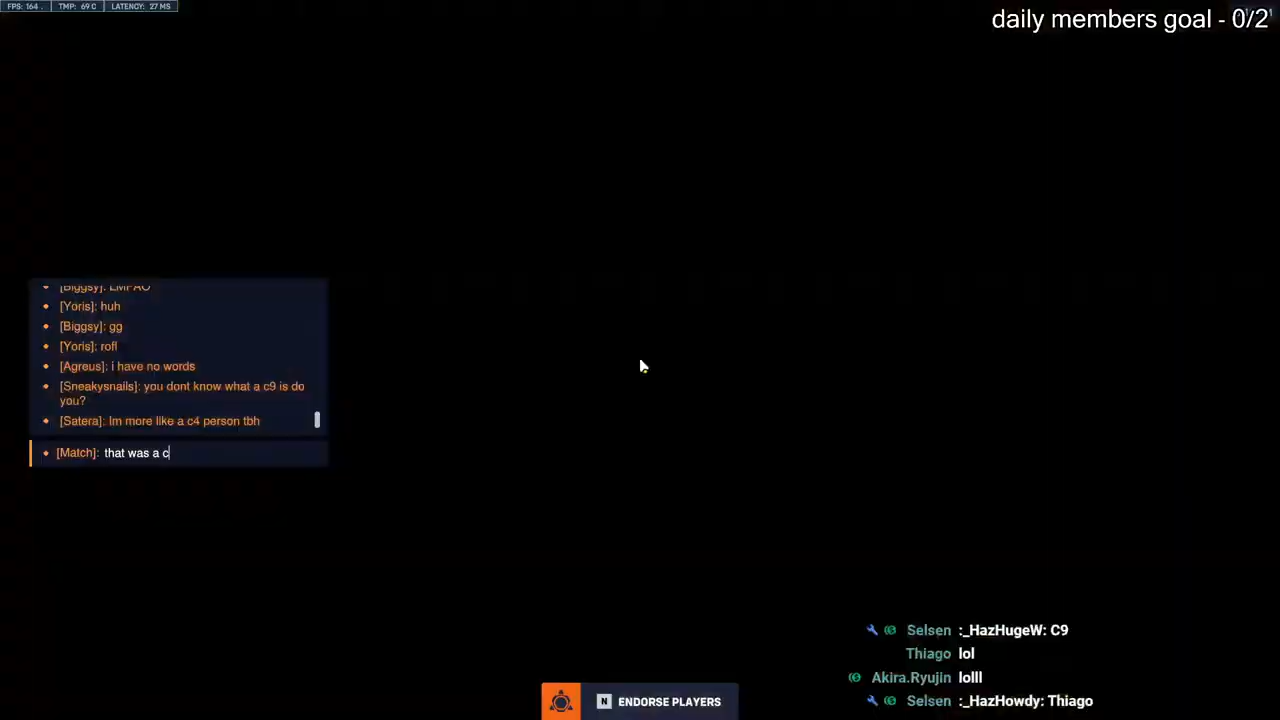 FPS: 164 . TMP: 69 C LATENCY: 27 MS
daily members goal - 0/2
[Biggsy]: LMFAO
[Yoris]: huh
[Biggsy]: gg
[Yoris]: rofl
[Agreus]: i have no words
[Sneakysnails]: you dont know what a c9 is do
you?
[Satera]: Im more like a c4 person tbh
[Match]: that was a c
Selsen :_HazHugeW: C9
Thiago lol
Akira.Ryujin lolll
Selsen :_HazHowdy: Thiago
N ENDORSE PLAYERS